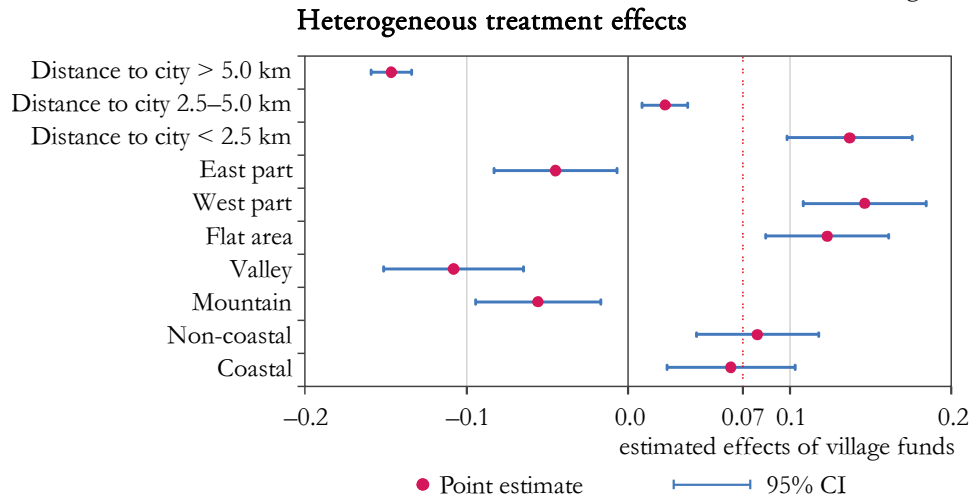 Heterogeneous treatment effects
Distance to city > 5.0 km
Distance to city 2.5–5.0 km
Distance to city < 2.5 km
East part
West part
Flat area
Valley
Mountain
Non-coastal
Coastal
–0.2 –0.1 0.0 0.07 0.1 0.2
estimated effects of village funds
Point estimate 95% CI